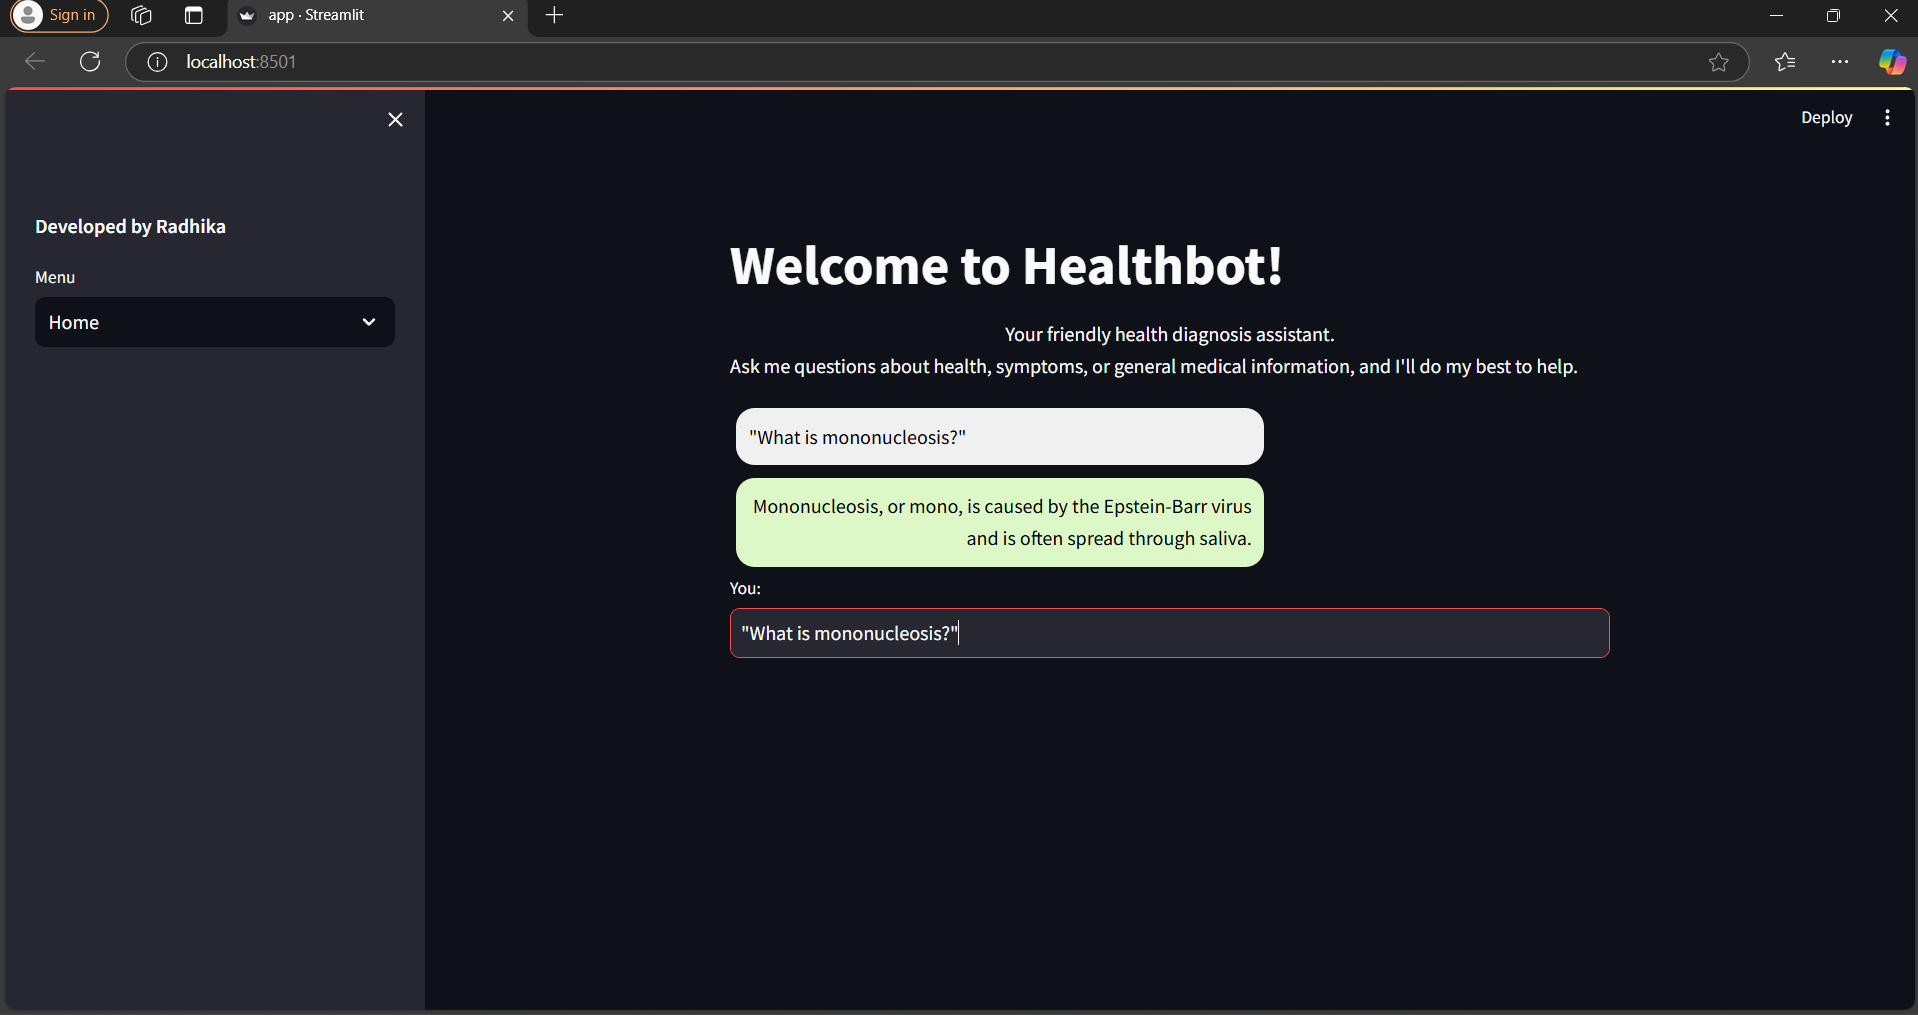 Sign in
app · Streamlit
localhost:8501
Deploy
Developed by Radhika
Menu
Home
Welcome to Healthbot!
Your friendly health diagnosis assistant.
Ask me questions about health, symptoms, or general medical information, and I'll do my best to help.
"What is mononucleosis?"
Mononucleosis, or mono, is caused by the Epstein-Barr virus
and is often spread through saliva.
You:
"What is mononucleosis?"